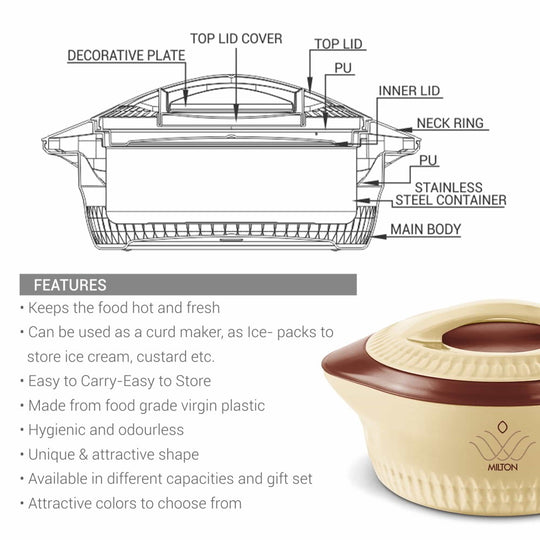 TOP LID COVER
TOP LID
DECORATIVE PLATE
PU
INNER LID
NECK RING
PU
STAINLESS
STEEL CONTAINER
MAIN BODY
FEATURES
• Keeps the food hot and fresh
• Can be used as a curd maker, as Ice- packs to
store ice cream, custard etc.
• Easy to Carry-Easy to Store
• Made from food grade virgin plastic
• Hygienic and odourless
• Unique & attractive shape
• Available in different capacities and gift set
• Attractive colors to choose from
MILTON